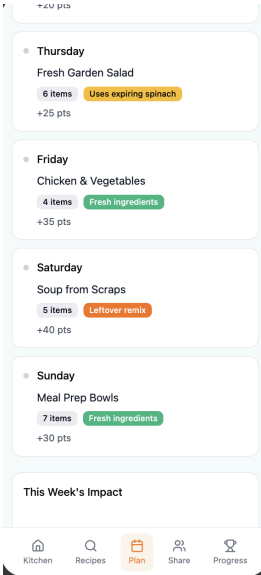 +20 pts
Thursday
Fresh Garden Salad
6 items Uses expiring spinach
+25 pts
Friday
Chicken & Vegetables
4 items Fresh ingredients
+35 pts
Saturday
Soup from Scraps
5 items Leftover remix
+40 pts
Sunday
Meal Prep Bowls
7 items Fresh ingredients
+30 pts
This Week's Impact
Kitchen Recipes Plan Share Progress